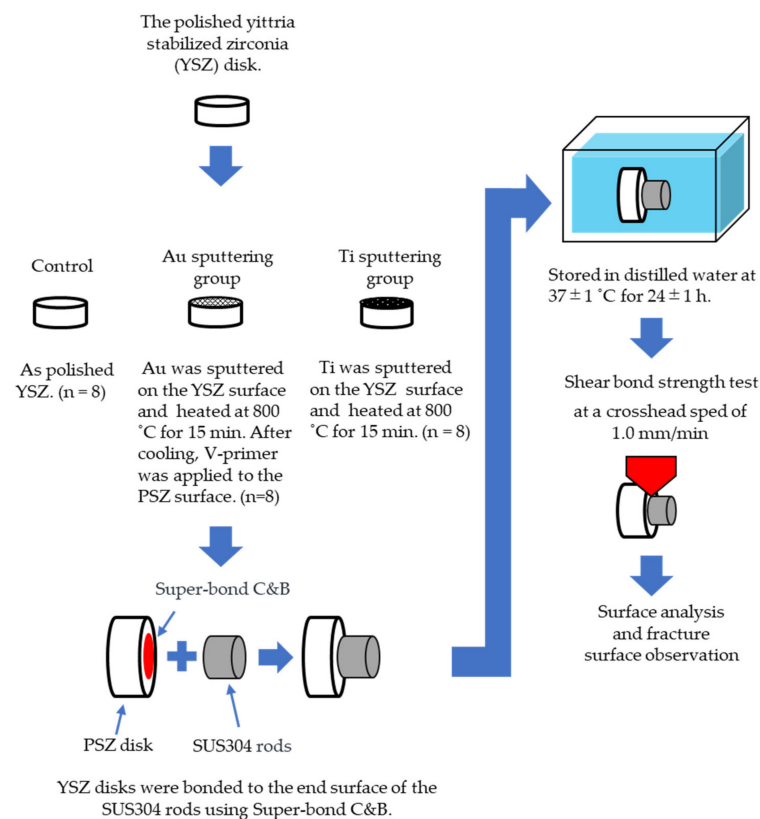 The polished yittria
stabilized zirconia
(YSZ) disk.
Control
Au sputtering
group
Ti sputtering
group
As polished
YSZ. (n = 8)
Au was sputtered
on the YSZ surface
and heated at 800
˚C for 15 min. After
cooling, V-primer
was applied to the
PSZ surface. (n=8)
Ti was sputtered
on the YSZ surface
and heated at 800
˚C for 15 min. (n = 8)
Super-bond C&B
PSZ disk
SUS304 rods
YSZ disks were bonded to the end surface of the
SUS304 rods using Super-bond C&B.
Stored in distilled water at
37 ± 1 ˚C for 24 ± 1 h.
Shear bond strength test
at a crosshead sped of
1.0 mm/min
Surface analysis
and fracture
surface observation